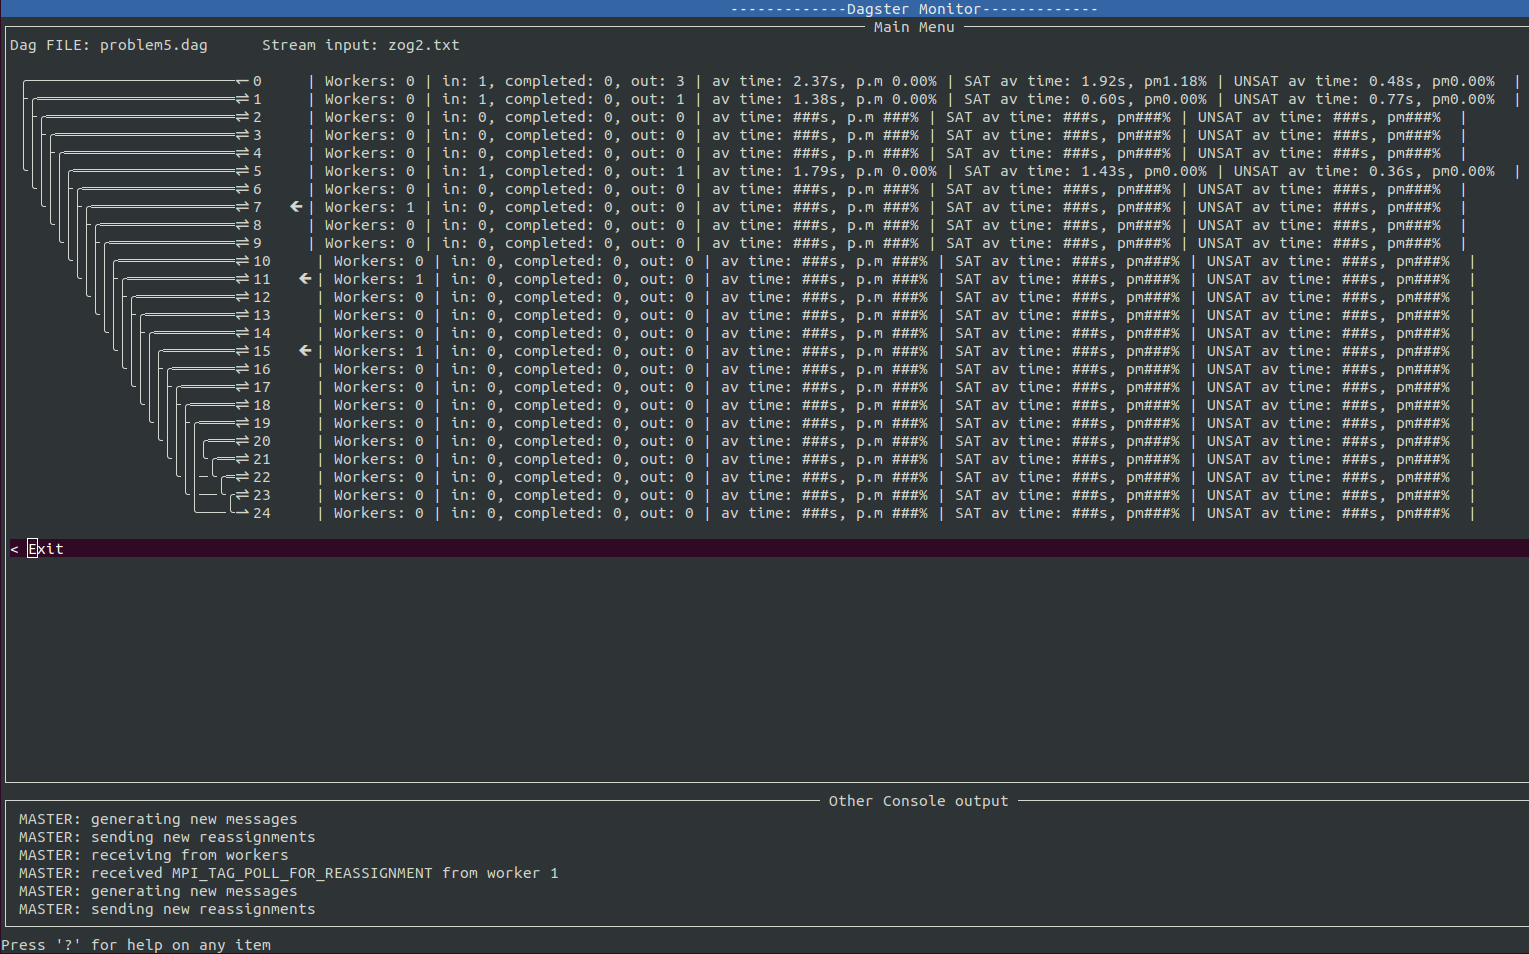 -------------Dagster Monitor-------------
Main Menu
Dag FILE: problem5.dag      Stream input: zog2.txt
0     | Workers: 0 | in: 1, completed: 0, out: 3 | av time: 2.37s, p.m 0.00% | SAT av time: 1.92s, pm1.18% | UNSAT av time: 0.48s, pm0.00%  |
1     | Workers: 0 | in: 1, completed: 0, out: 1 | av time: 1.38s, p.m 0.00% | SAT av time: 0.60s, pm0.00% | UNSAT av time: 0.77s, pm0.00%  |
2     | Workers: 0 | in: 0, completed: 0, out: 0 | av time: ###s, p.m ###% | SAT av time: ###s, pm###% | UNSAT av time: ###s, pm###%  |
3     | Workers: 0 | in: 0, completed: 0, out: 0 | av time: ###s, p.m ###% | SAT av time: ###s, pm###% | UNSAT av time: ###s, pm###%  |
4     | Workers: 0 | in: 0, completed: 0, out: 0 | av time: ###s, p.m ###% | SAT av time: ###s, pm###% | UNSAT av time: ###s, pm###%  |
5     | Workers: 0 | in: 1, completed: 0, out: 1 | av time: 1.79s, p.m 0.00% | SAT av time: 1.43s, pm0.00% | UNSAT av time: 0.36s, pm0.00%  |
6     | Workers: 0 | in: 0, completed: 0, out: 0 | av time: ###s, p.m ###% | SAT av time: ###s, pm###% | UNSAT av time: ###s, pm###%  |
7   ← | Workers: 1 | in: 0, completed: 0, out: 0 | av time: ###s, p.m ###% | SAT av time: ###s, pm###% | UNSAT av time: ###s, pm###%  |
8     | Workers: 0 | in: 0, completed: 0, out: 0 | av time: ###s, p.m ###% | SAT av time: ###s, pm###% | UNSAT av time: ###s, pm###%  |
9     | Workers: 0 | in: 0, completed: 0, out: 0 | av time: ###s, p.m ###% | SAT av time: ###s, pm###% | UNSAT av time: ###s, pm###%  |
10     | Workers: 0 | in: 0, completed: 0, out: 0 | av time: ###s, p.m ###% | SAT av time: ###s, pm###% | UNSAT av time: ###s, pm###%  |
11   ← | Workers: 1 | in: 0, completed: 0, out: 0 | av time: ###s, p.m ###% | SAT av time: ###s, pm###% | UNSAT av time: ###s, pm###%  |
12     | Workers: 0 | in: 0, completed: 0, out: 0 | av time: ###s, p.m ###% | SAT av time: ###s, pm###% | UNSAT av time: ###s, pm###%  |
13     | Workers: 0 | in: 0, completed: 0, out: 0 | av time: ###s, p.m ###% | SAT av time: ###s, pm###% | UNSAT av time: ###s, pm###%  |
14     | Workers: 0 | in: 0, completed: 0, out: 0 | av time: ###s, p.m ###% | SAT av time: ###s, pm###% | UNSAT av time: ###s, pm###%  |
15   ← | Workers: 1 | in: 0, completed: 0, out: 0 | av time: ###s, p.m ###% | SAT av time: ###s, pm###% | UNSAT av time: ###s, pm###%  |
16     | Workers: 0 | in: 0, completed: 0, out: 0 | av time: ###s, p.m ###% | SAT av time: ###s, pm###% | UNSAT av time: ###s, pm###%  |
17     | Workers: 0 | in: 0, completed: 0, out: 0 | av time: ###s, p.m ###% | SAT av time: ###s, pm###% | UNSAT av time: ###s, pm###%  |
18     | Workers: 0 | in: 0, completed: 0, out: 0 | av time: ###s, p.m ###% | SAT av time: ###s, pm###% | UNSAT av time: ###s, pm###%  |
19     | Workers: 0 | in: 0, completed: 0, out: 0 | av time: ###s, p.m ###% | SAT av time: ###s, pm###% | UNSAT av time: ###s, pm###%  |
20     | Workers: 0 | in: 0, completed: 0, out: 0 | av time: ###s, p.m ###% | SAT av time: ###s, pm###% | UNSAT av time: ###s, pm###%  |
21     | Workers: 0 | in: 0, completed: 0, out: 0 | av time: ###s, p.m ###% | SAT av time: ###s, pm###% | UNSAT av time: ###s, pm###%  |
22     | Workers: 0 | in: 0, completed: 0, out: 0 | av time: ###s, p.m ###% | SAT av time: ###s, pm###% | UNSAT av time: ###s, pm###%  |
23     | Workers: 0 | in: 0, completed: 0, out: 0 | av time: ###s, p.m ###% | SAT av time: ###s, pm###% | UNSAT av time: ###s, pm###%  |
24     | Workers: 0 | in: 0, completed: 0, out: 0 | av time: ###s, p.m ###% | SAT av time: ###s, pm###% | UNSAT av time: ###s, pm###%  |
< Exit
Other Console output
MASTER: generating new messages
MASTER: sending new reassignments
MASTER: receiving from workers
MASTER: received MPI_TAG_POLL_FOR_REASSIGNMENT from worker 1
MASTER: generating new messages
MASTER: sending new reassignments
Press '?' for help on any item